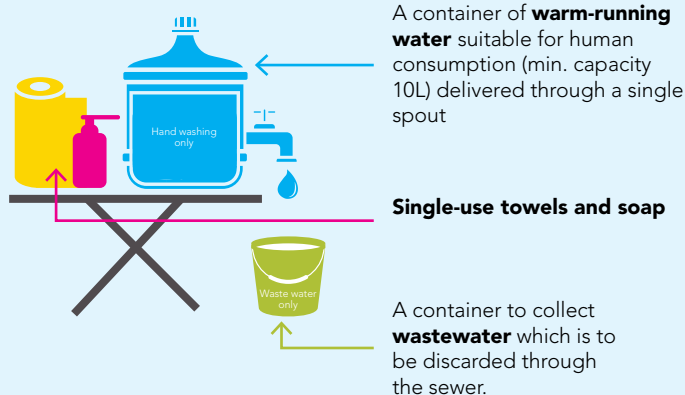 A container of warm-running
water suitable for human
consumption (min. capacity
10L) delivered through a single
spout
Hand washing
only
Single-use towels and soap
Waste water
only
A container to collect
wastewater which is to
be discarded through
the sewer.